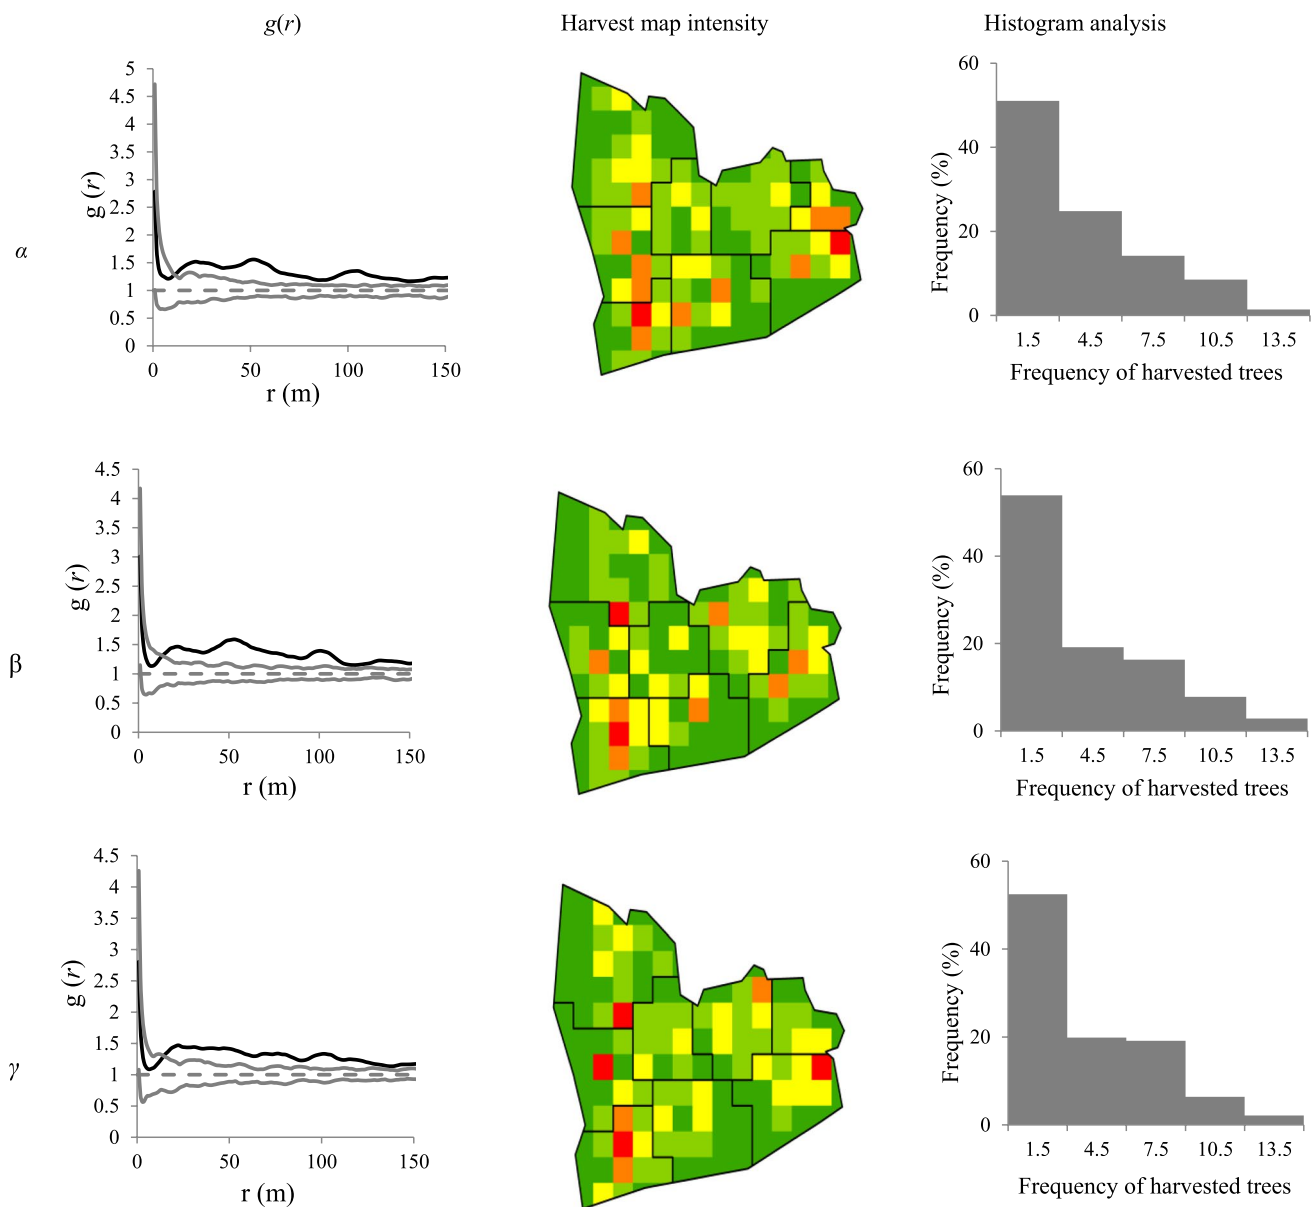 g(r)
Harvest map intensity
Histogram analysis
α
g (r)
5
4.5
4
3.5
3
2.5
2
1.5
1
0.5
0
0 50 100 150
r (m)
Frequency (%)
60
40
20
0
1.5 4.5 7.5 10.5 13.5
Frequency of harvested trees
β
g (r)
4.5
4
3.5
3
2.5
2
1.5
1
0.5
0
0 50 100 150
r (m)
Frequency (%)
60
40
20
0
1.5 4.5 7.5 10.5 13.5
Frequency of harvested trees
γ
g (r)
4.5
4
3.5
3
2.5
2
1.5
1
0.5
0
0 50 100 150
r (m)
Frequency (%)
60
40
20
0
1.5 4.5 7.5 10.5 13.5
Frequency of harvested trees